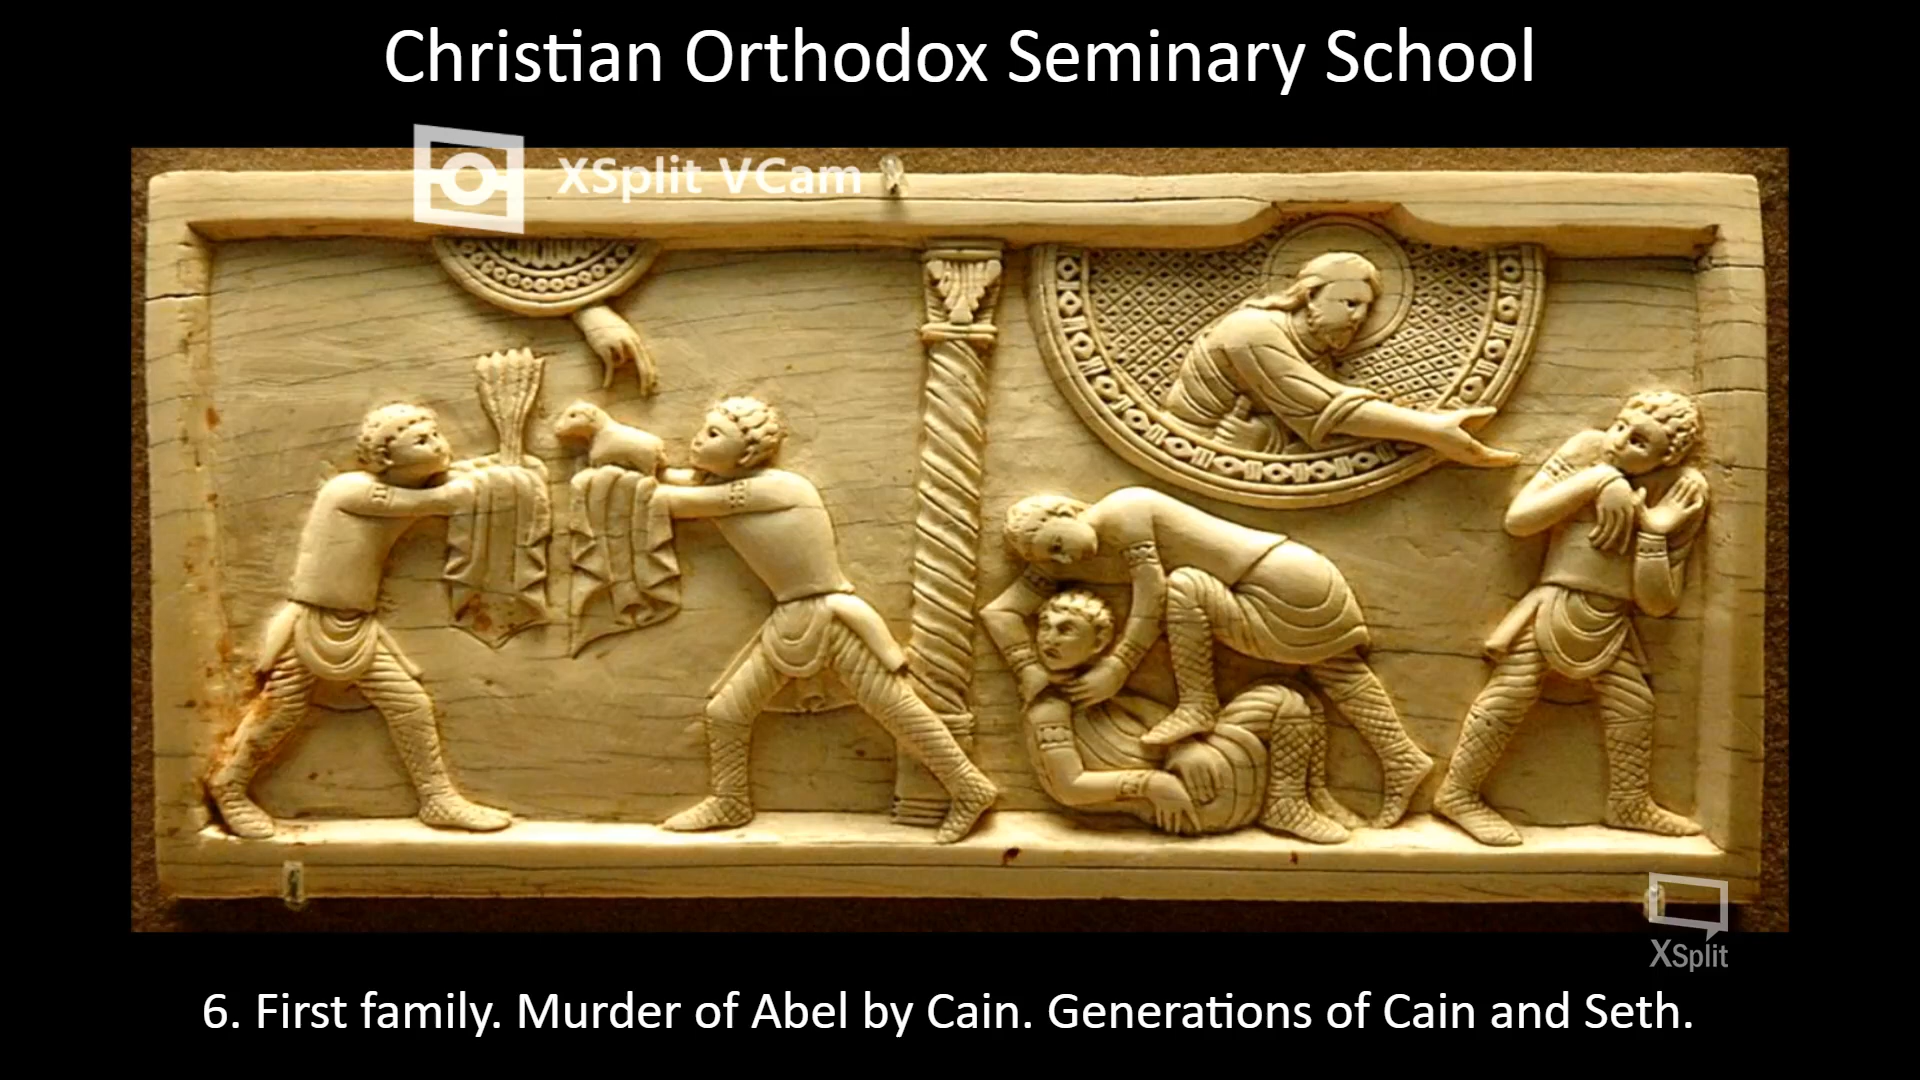 Christian Orthodox Seminary School
XSplit VCam
XSplit
6. First family. Murder of Abel by Cain. Generations of Cain and Seth.